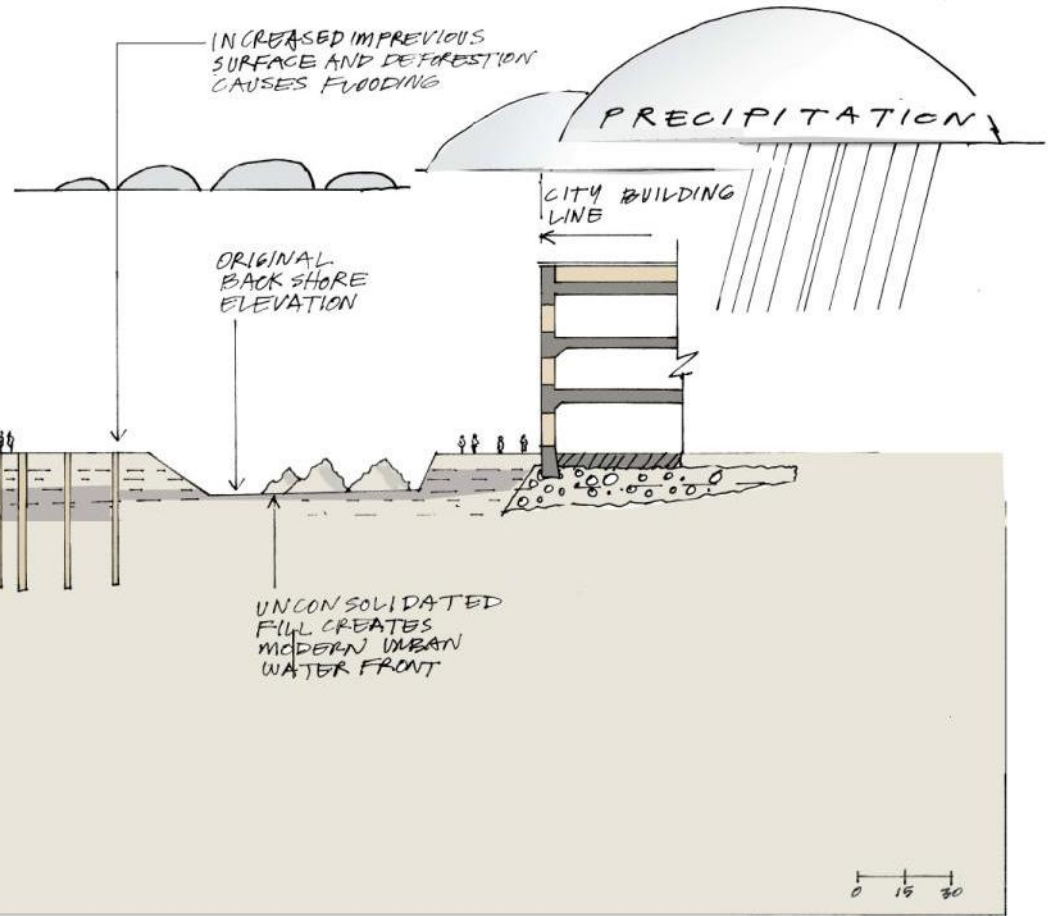 INCREASED IMPREVIOUS
SURFACE AND DEFORESTION
CAUSES FLOODING
PRECIPITATION
CITY BUILDING
LINE
ORIGINAL
BACK SHORE
ELEVATION
UNCONSOLIDATED
FILL CREATES
MODERN URBAN
WATER FRONT
0 15 30